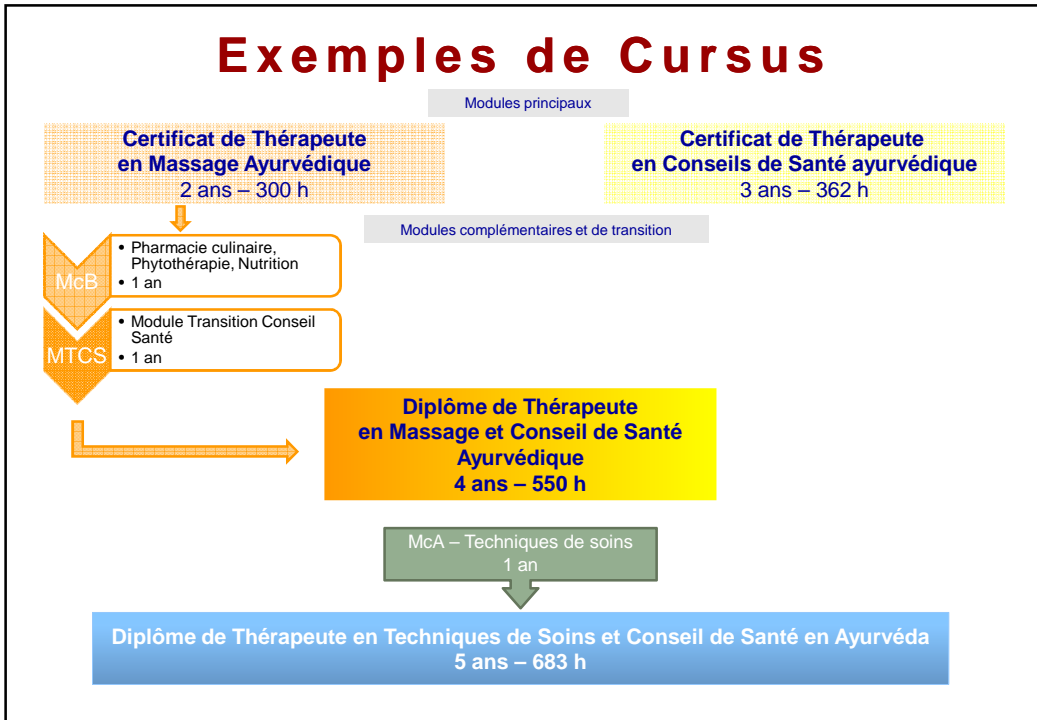 Exemples de Cursus
Modules principaux
Certificat de Thérapeute
en Massage Ayurvédique
2 ans – 300 h
Certificat de Thérapeute
en Conseils de Santé ayurvédique
3 ans – 362 h
Modules complémentaires et de transition
McB
• Pharmacie culinaire,
Phytothérapie, Nutrition
• 1 an
MTCS
• Module Transition Conseil
Santé
• 1 an
Diplôme de Thérapeute
en Massage et Conseil de Santé
Ayurvédique
4 ans – 550 h
McA – Techniques de soins
1 an
Diplôme de Thérapeute en Techniques de Soins et Conseil de Santé en Ayurvéda
5 ans – 683 h